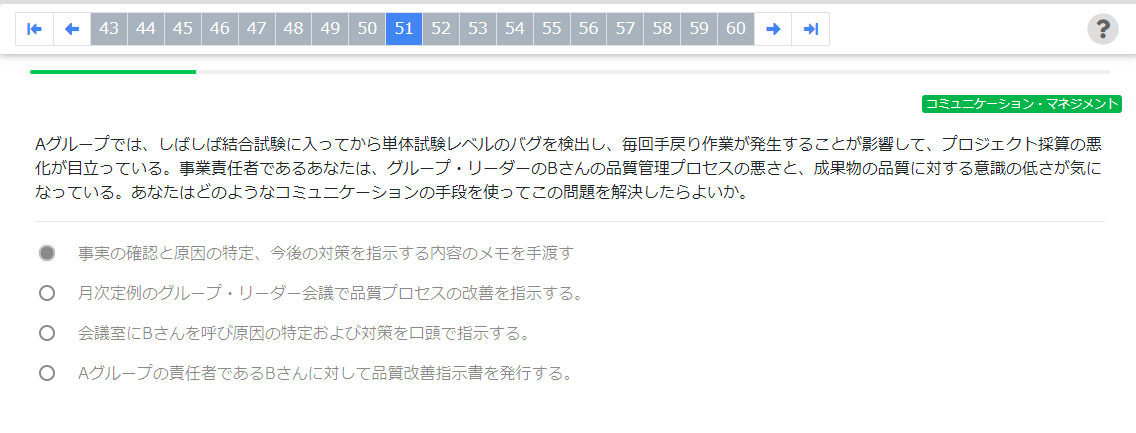 43 44 45 46 47 48 49 50 51 52 53 54 55 56 57 58 59 60 ?
コミュニケーション・マネジメント
Aグループでは、しばしば結合試験に入ってから単体試験レベルのバグを検出し、毎回手戻り作業が発生することが影響して、プロジェクト採算の悪
化が目立っている。事業責任者であるあなたは、グループ・リーダーのBさんの品質管理プロセスの悪さと、成果物の品質に対する意識の低さが気に
なっている。あなたはどのようなコミュニケーションの手段を使ってこの問題を解決したらよいか。
事実の確認と原因の特定、今後の対策を指示する内容のメモを手渡す
月次定例のグループ・リーダー会議で品質プロセスの改善を指示する。
会議室にBさんを呼び原因の特定および対策を口頭で指示する。
Aグループの責任者であるBさんに対して品質改善指示書を発行する。